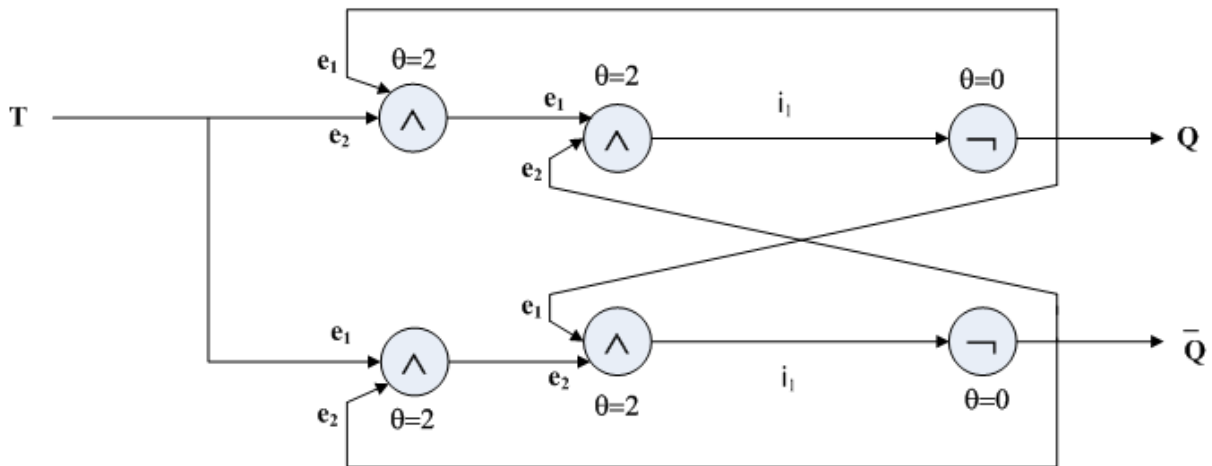 e₁ θ=2 θ=2 θ=0
T e₂ ∧ e₁ ∧ i₁ ¬ Q
e₂
e₁
e₁ ∧ e₂ ∧ i₁ ¬ Q̅
e₂ θ=2 θ=2 θ=0